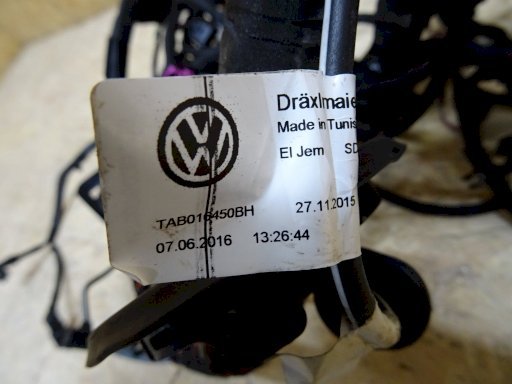 Dräxlmaie
Made in Tunis
El Jem SD
TAB016450BH 27.11.2015
07.06.2016 13:26:44